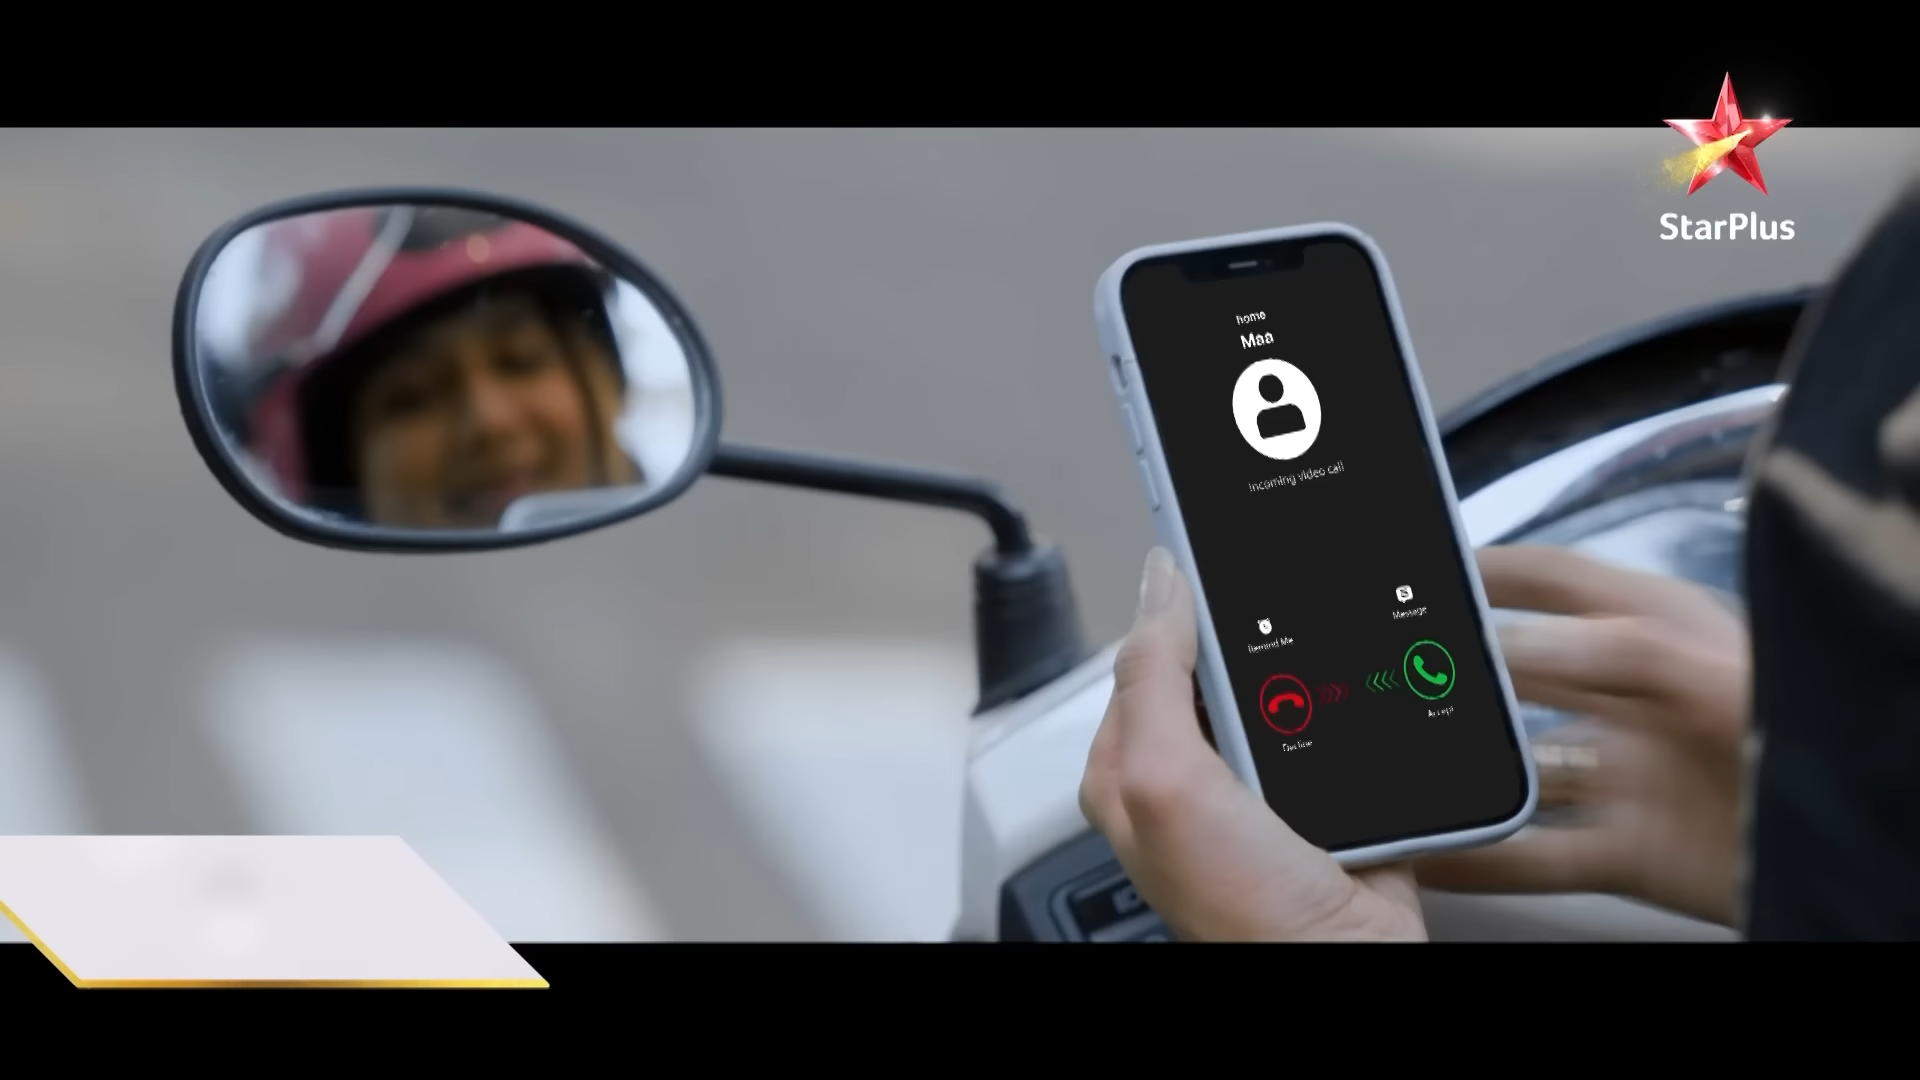 StarPlus
home
Maa
Incoming video call
Message
Remind Me
Accept
Decline